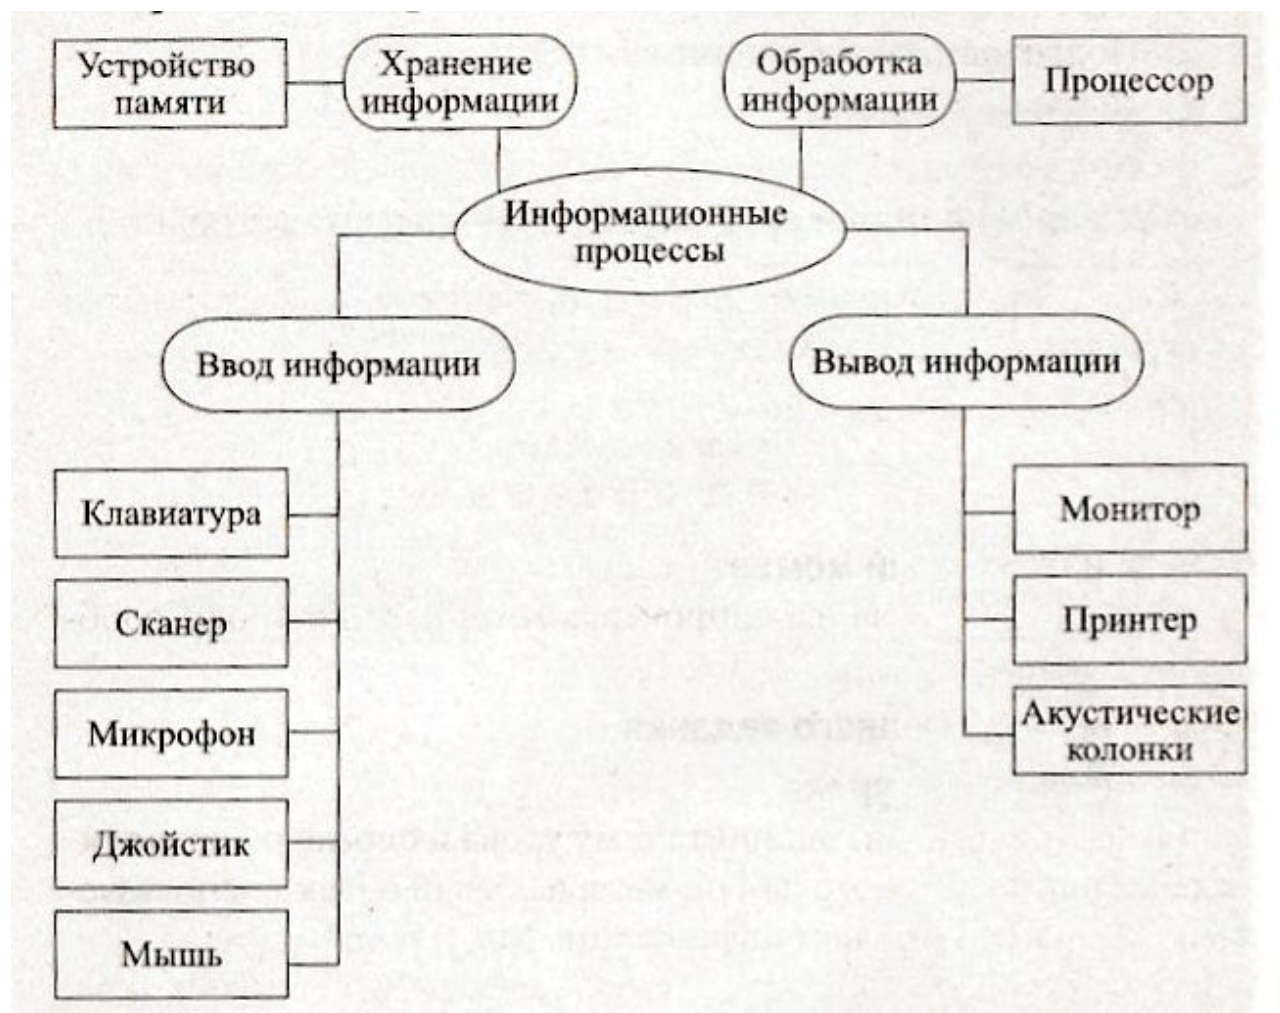 Устройство
памяти
Хранение
информации
Обработка
информации
Процессор
Информационные
процессы
Ввод информации
Вывод информации
Клавиатура
Сканер
Микрофон
Джойстик
Мышь
Монитор
Принтер
Акустические
колонки